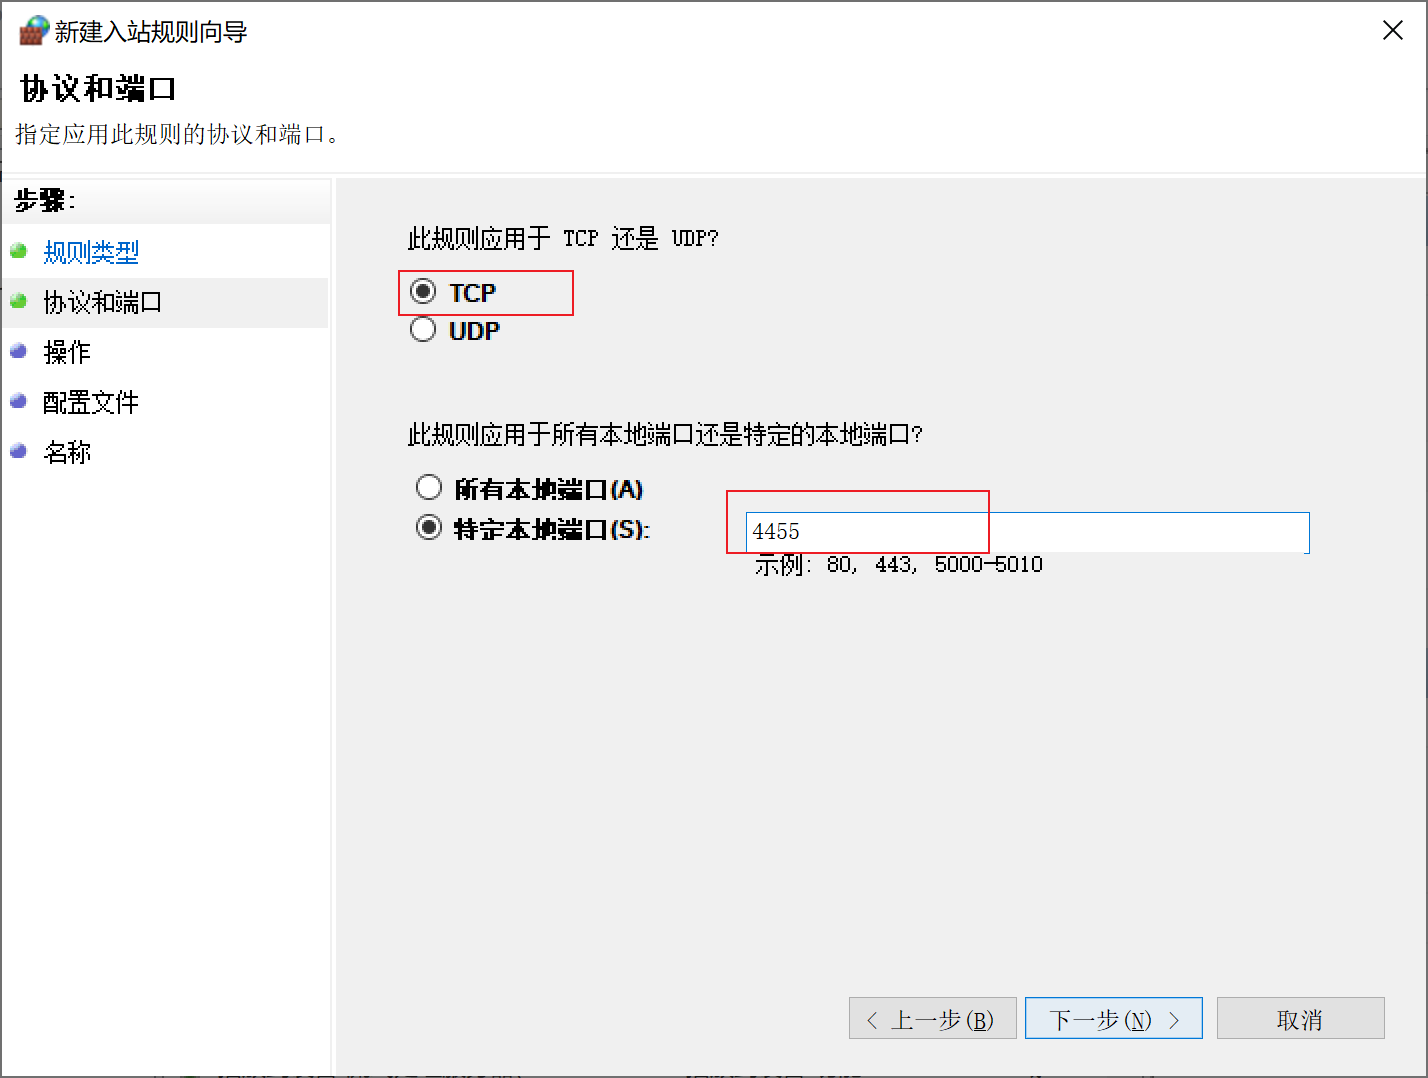 新建入站规则向导
协议和端口
指定应用此规则的协议和端口。
步骤:
规则类型
协议和端口
操作
配置文件
名称
此规则应用于 TCP 还是 UDP?
TCP
UDP
此规则应用于所有本地端口还是特定的本地端口?
所有本地端口(A)
特定本地端口(S):
4455
示例: 80, 443, 5000-5010
< 上一步(B)
下一步(N) >
取消